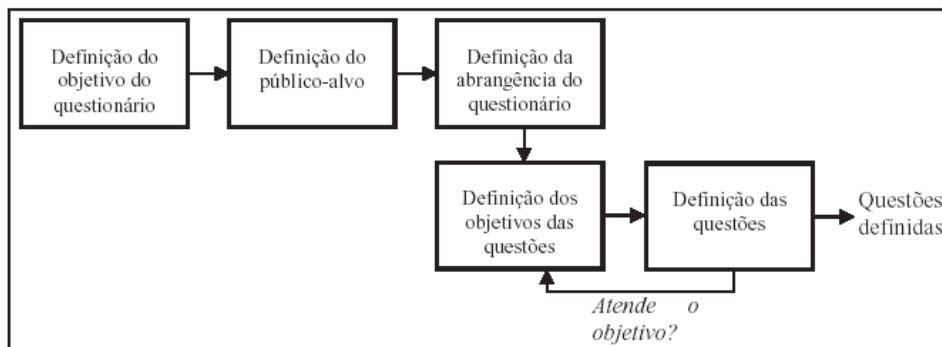 Definição do
objetivo do
questionário
Definição do
público-alvo
Definição da
abrangência do
questionário
Definição dos
objetivos das
questões
Definição das
questões
Questões
definidas
Atende o
objetivo?